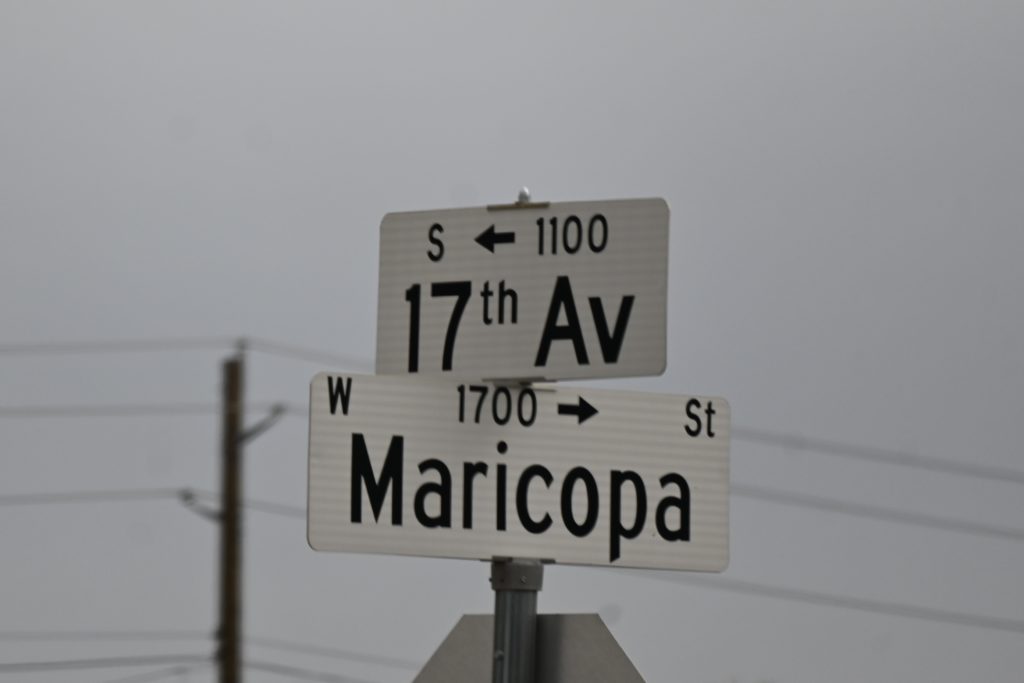 S ← 1100
17th Av
W 1700 → St
Maricopa